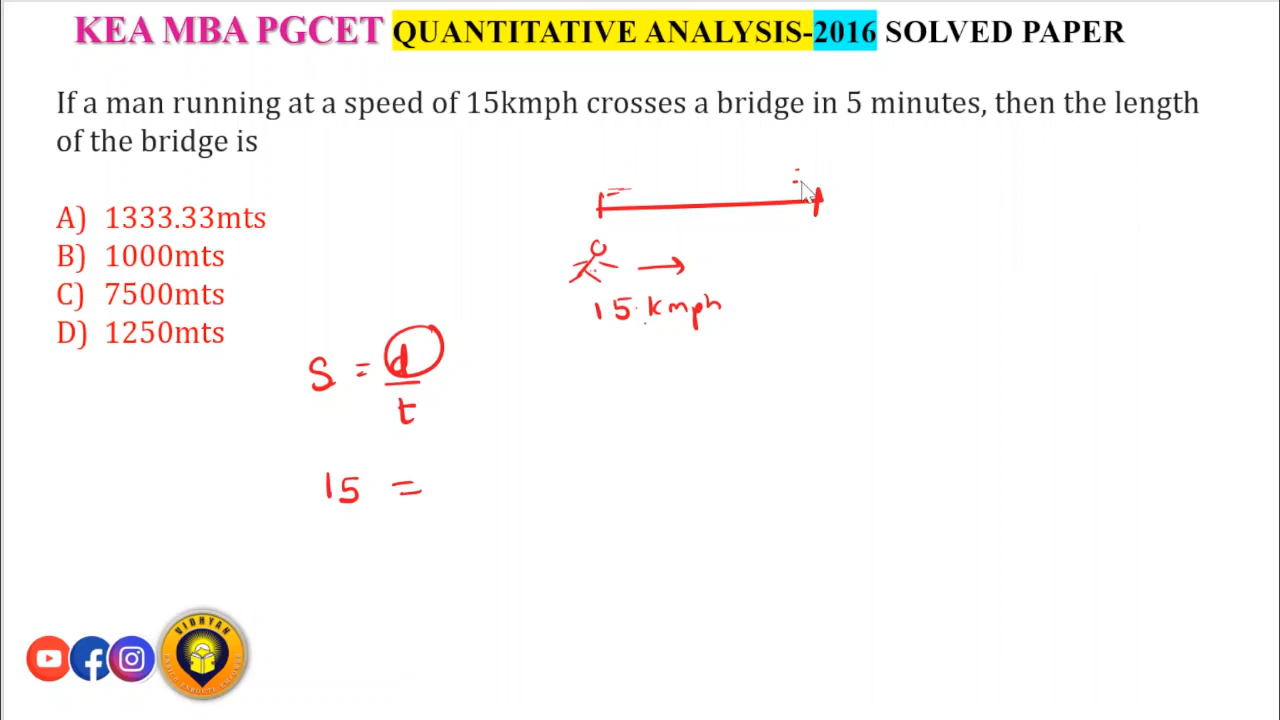 KEA MBA PGCET QUANTITATIVE ANALYSIS-2016 SOLVED PAPER
If a man running at a speed of 15kmph crosses a bridge in 5 minutes, then the length
of the bridge is
A) 1333.33mts
B) 1000mts
C) 7500mts
D) 1250mts
15 kmph
S = d
t
15 =
VIDHYAN